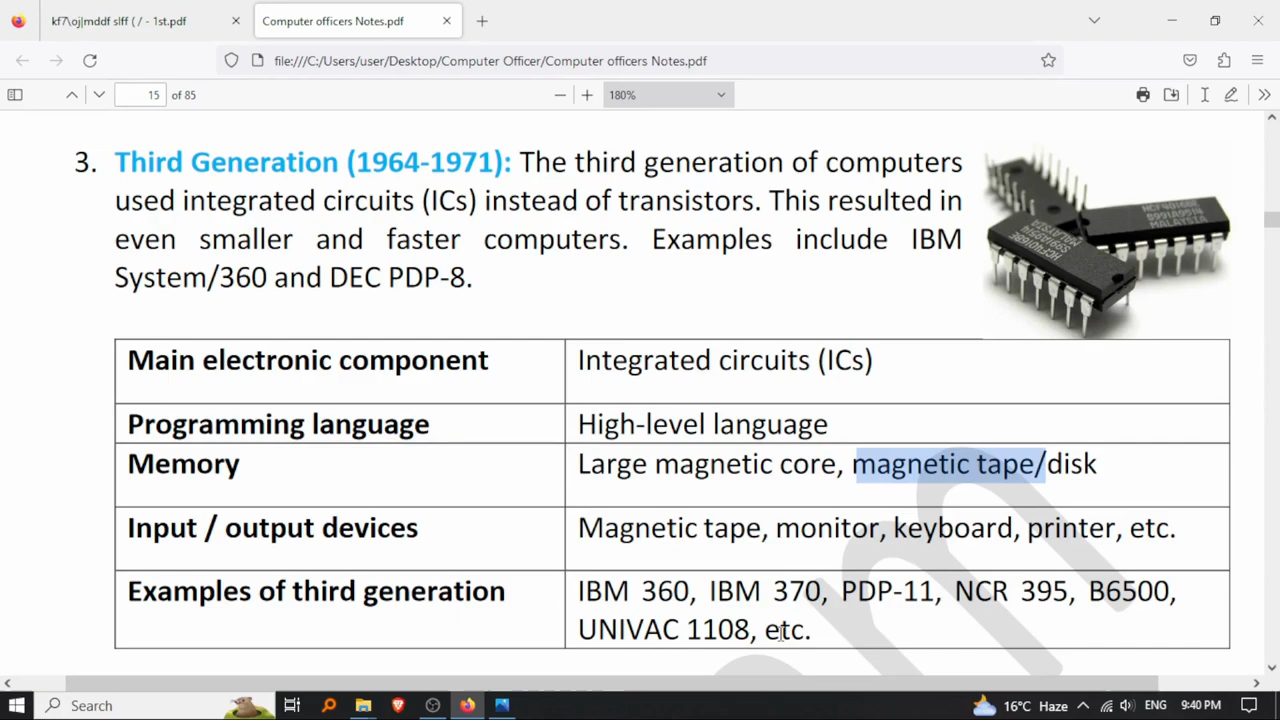 kf7\oj|mddf slff ( / - 1st.pdf
Computer officers Notes.pdf
file:///C:/Users/user/Desktop/Computer Officer/Computer officers Notes.pdf
15 of 85
180%
3. Third Generation (1964-1971): The third generation of computers
used integrated circuits (ICs) instead of transistors. This resulted in
even smaller and faster computers. Examples include IBM
System/360 and DEC PDP-8.
HCF4016BE
MALAYSIA
Main electronic component Integrated circuits (ICs)
Programming language High-level language
Memory Large magnetic core, magnetic tape/disk
Input / output devices Magnetic tape, monitor, keyboard, printer, etc.
Examples of third generation IBM 360, IBM 370, PDP-11, NCR 395, B6500,
UNIVAC 1108, etc.
Search
16°C Haze
ENG
9:40 PM